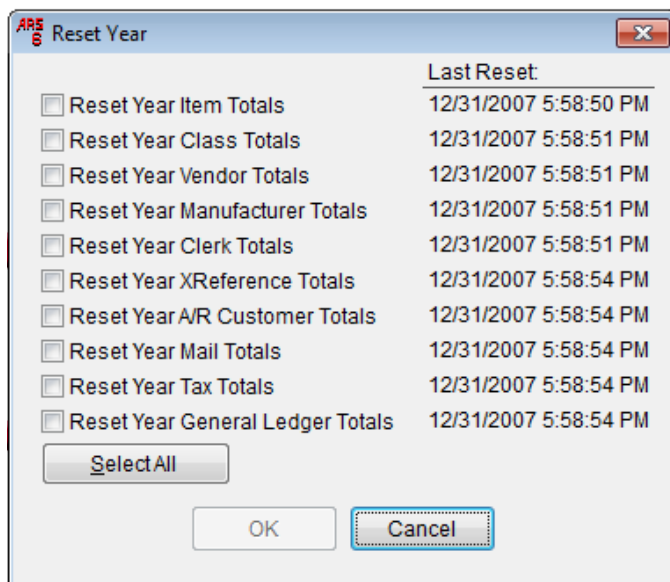 ARS
6
Reset Year
Last Reset:
Reset Year Item Totals 12/31/2007 5:58:50 PM
Reset Year Class Totals 12/31/2007 5:58:51 PM
Reset Year Vendor Totals 12/31/2007 5:58:51 PM
Reset Year Manufacturer Totals 12/31/2007 5:58:51 PM
Reset Year Clerk Totals 12/31/2007 5:58:51 PM
Reset Year XReference Totals 12/31/2007 5:58:54 PM
Reset Year A/R Customer Totals 12/31/2007 5:58:54 PM
Reset Year Mail Totals 12/31/2007 5:58:54 PM
Reset Year Tax Totals 12/31/2007 5:58:54 PM
Reset Year General Ledger Totals 12/31/2007 5:58:54 PM
Select All
OK Cancel